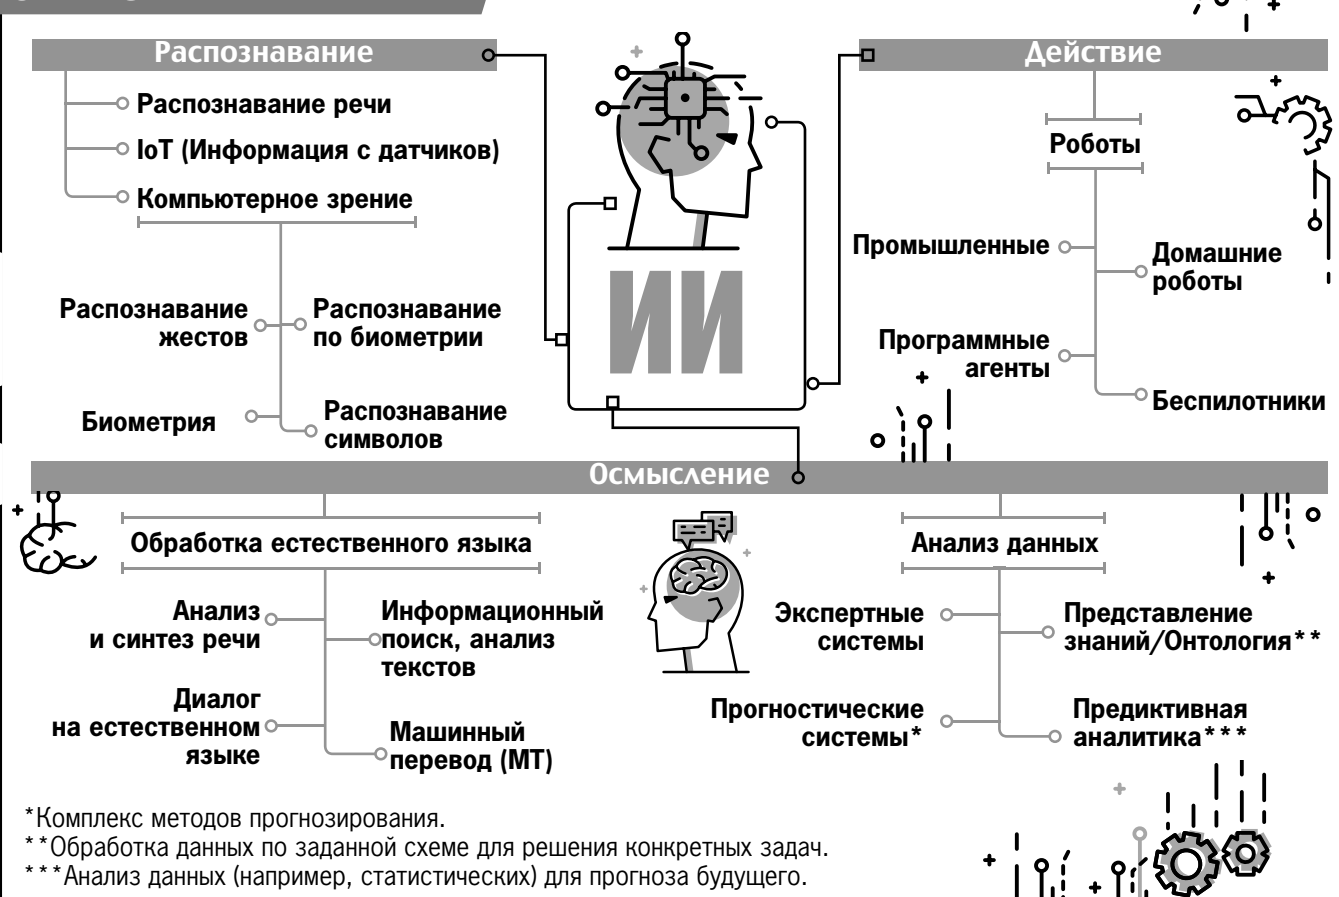 Распознавание
Распознавание речи
IoT (Информация с датчиков)
Компьютерное зрение
Распознавание
жестов
Распознавание
по биометрии
Биометрия
Распознавание
символов
ИИ
Действие
Роботы
Промышленные
Домашние
роботы
Программные
агенты
Беспилотники
Осмысление
Обработка естественного языка
Анализ
и синтез речи
Информационный
поиск, анализ
текстов
Диалог
на естественном
языке
Машинный
перевод (МТ)
Анализ данных
Экспертные
системы
Представление
знаний/Онтология**
Прогностические
системы*
Предиктивная
аналитика***
*Комплекс методов прогнозирования.
**Обработка данных по заданной схеме для решения конкретных задач.
***Анализ данных (например, статистических) для прогноза будущего.